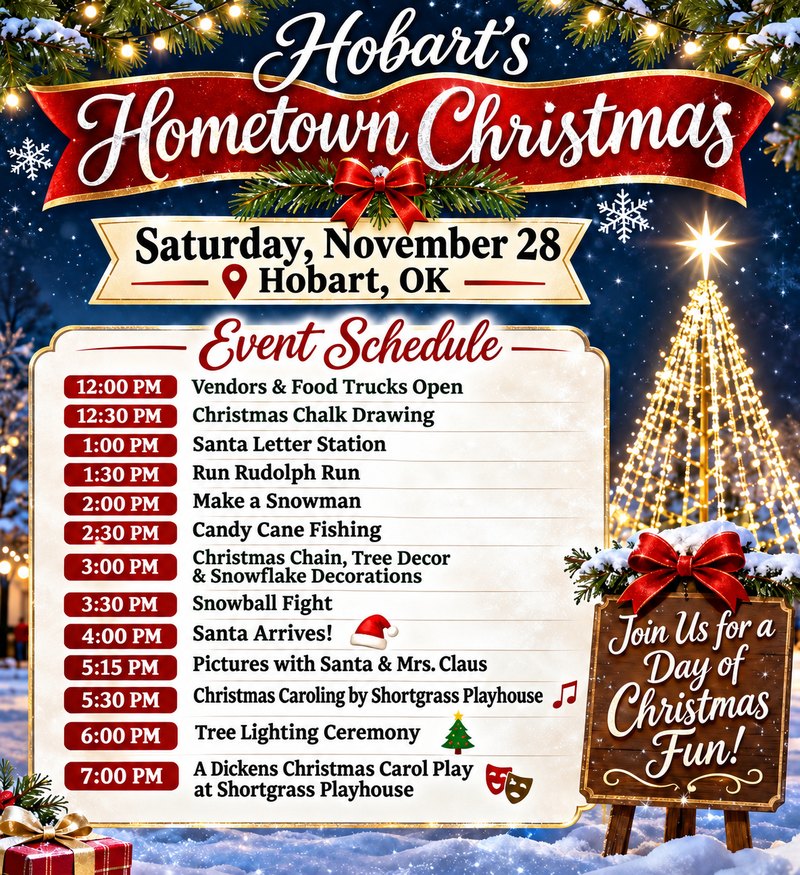 Hobart's
Hometown Christmas
Saturday, November 28
Hobart, OK
Event Schedule
12:00 PM Vendors & Food Trucks Open
12:30 PM Christmas Chalk Drawing
1:00 PM Santa Letter Station
1:30 PM Run Rudolph Run
2:00 PM Make a Snowman
2:30 PM Candy Cane Fishing
3:00 PM Christmas Chain, Tree Decor
& Snowflake Decorations
3:30 PM Snowball Fight
4:00 PM Santa Arrives!
5:15 PM Pictures with Santa & Mrs. Claus
5:30 PM Christmas Caroling by Shortgrass Playhouse
6:00 PM Tree Lighting Ceremony
7:00 PM A Dickens Christmas Carol Play
at Shortgrass Playhouse
Join Us for a
Day of
Christmas
Fun!